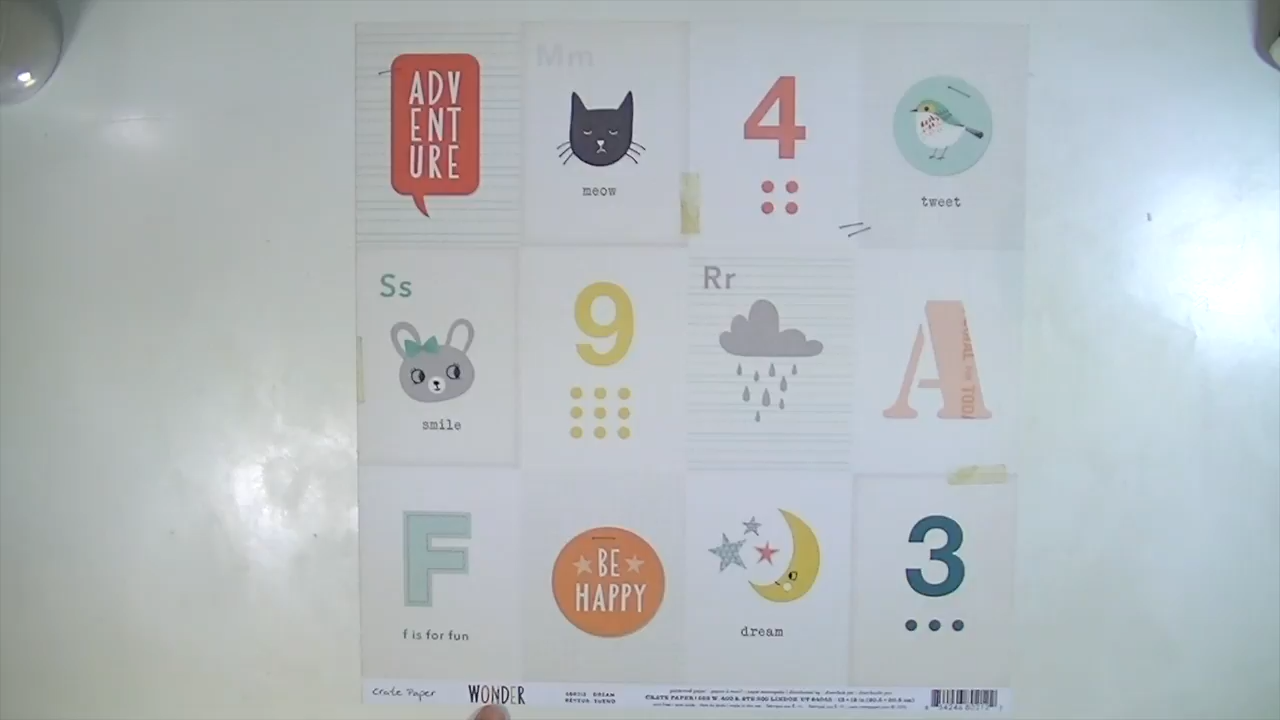 ADV
ENT
URE
Mm
meow
4
tweet
Ss
smile
9
Rr
A
F
f is for fun
BE
HAPPY
dream
3
Crate Paper
WONDER
DREAM